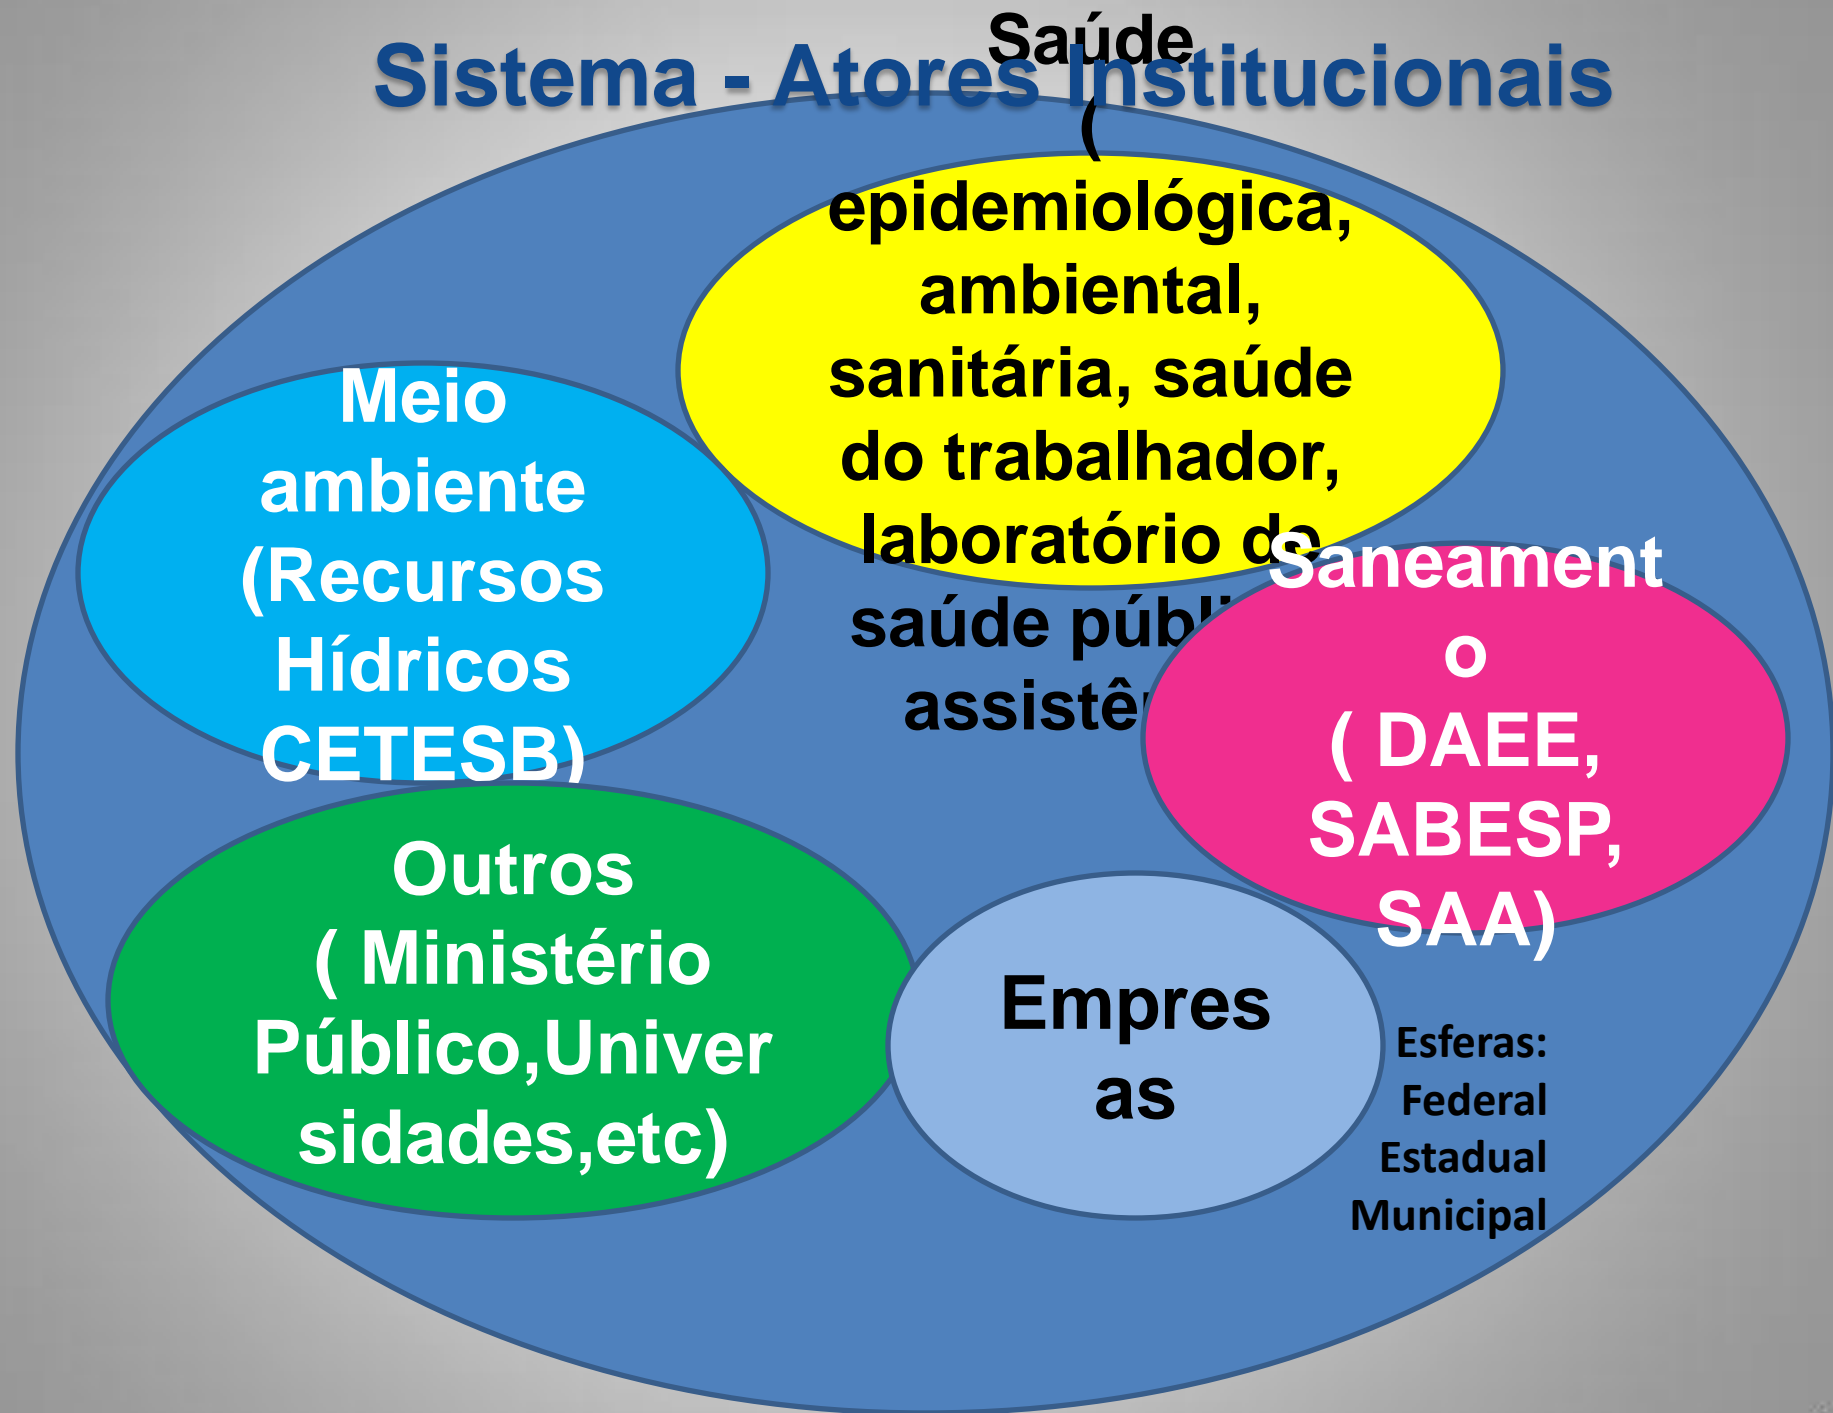 Sistema - Atores Institucionais
Saúde
(
epidemiológica,
ambiental,
sanitária, saúde
do trabalhador,
laboratório de
saúde
Meio
ambiente
(Recursos
Hídricos
CETESB)
Saneament
o
( DAEE,
SABESP,
SAA)
Outros
( Ministério
Público,Univer
sidades,etc)
Empres
as
Esferas:
Federal
Estadual
Municipal